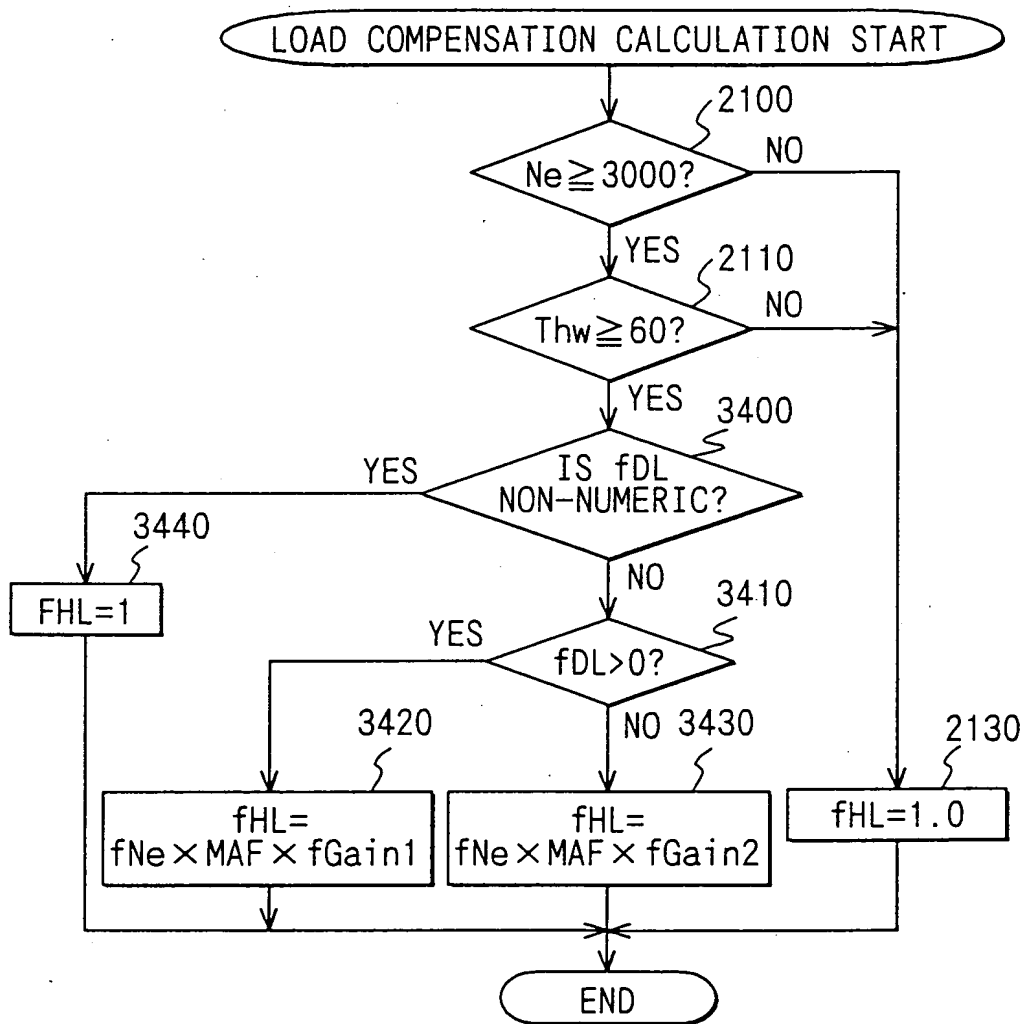 LOAD COMPENSATION CALCULATION START
2100
Ne≧3000?
NO
YES
2110
Thw≧60?
NO
YES
3400
IS fDL
NON-NUMERIC?
YES
NO
3440
FHL=1
3410
fDL>0?
YES
NO
3420
fHL=
fNe×MAF×fGain1
3430
fHL=
fNe×MAF×fGain2
2130
fHL=1.0
END